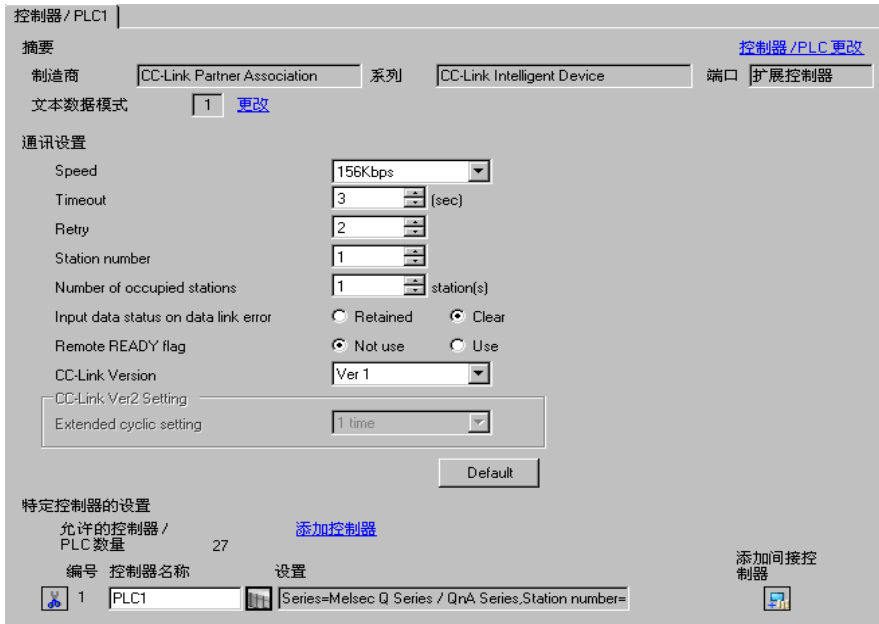 控制器/PLC1
摘要 控制器/PLC更改
制造商 CC-Link Partner Association 系列 CC-Link Intelligent Device 端口 扩展控制器
文本数据模式 1 更改
通讯设置
Speed 156Kbps
Timeout 3 (sec)
Retry 2
Station number 1
Number of occupied stations 1 station(s)
Input data status on data link error Retained Clear
Remote READY flag Not use Use
CC-Link Version Ver 1
CC-Link Ver2 Setting
Extended cyclic setting 1 time
Default
特定控制器的设置
允许的控制器/
PLC数量 27 添加控制器
编号 控制器名称 设置 添加间接控
制器
1 PLC1 Series=Melsec Q Series / QnA Series,Station number=